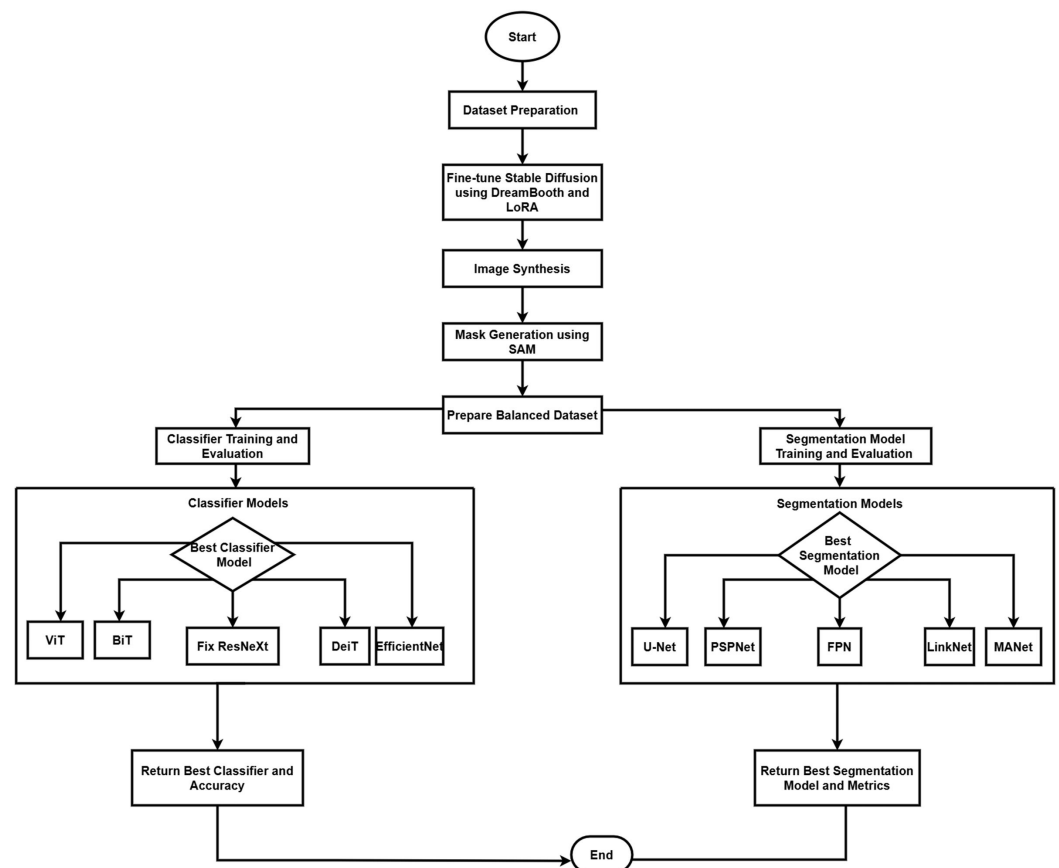 Start
Dataset Preparation
Fine-tune Stable Diffusion
using DreamBooth and
LoRA
Image Synthesis
Mask Generation using
SAM
Prepare Balanced Dataset
Classifier Training and
Evaluation
Segmentation Model
Training and Evaluation
Classifier Models
Best Classifier
Model
ViT
BiT
Fix ResNeXt
DeiT
EfficientNet
Segmentation Models
Best
Segmentation
Model
U-Net
PSPNet
FPN
LinkNet
MANet
Return Best Classifier and
Accuracy
Return Best Segmentation
Model and Metrics
End